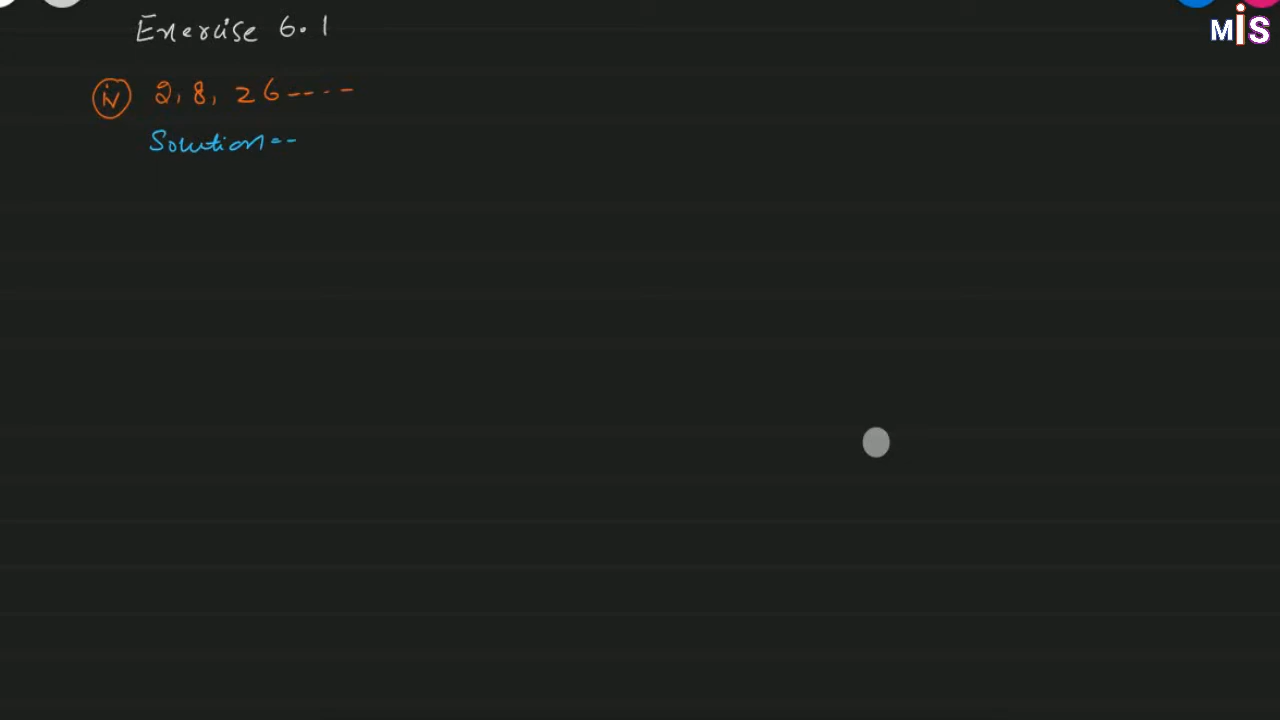 MiS
Exercise 6.1
iv 2, 8, 26-----
Solution--